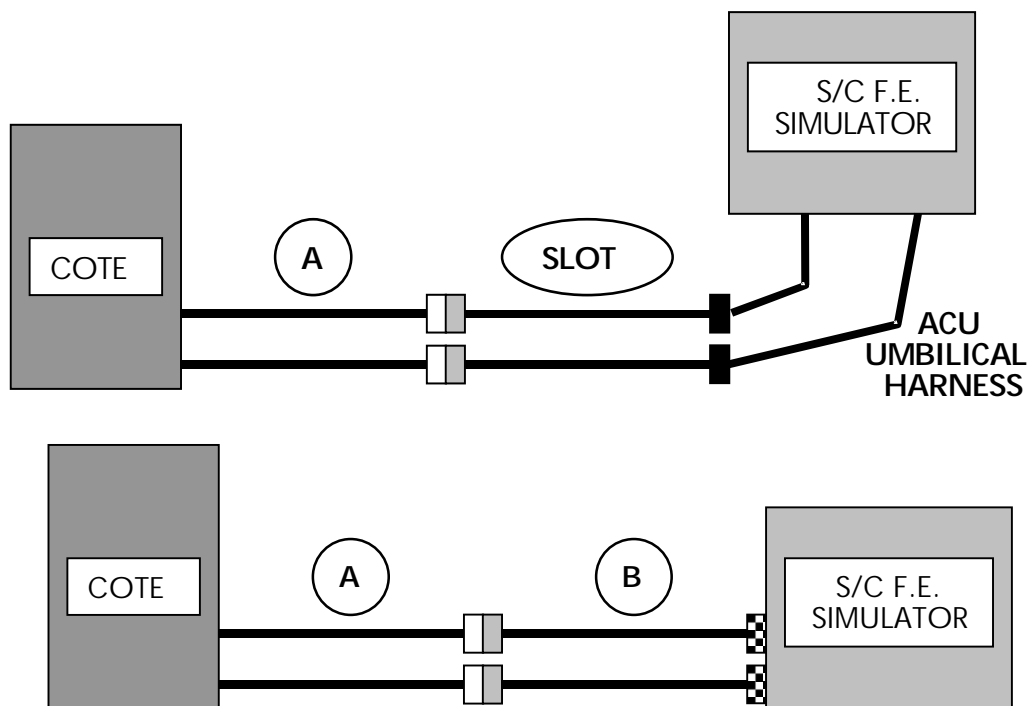 S/C F.E.
SIMULATOR
COTE
A
SLOT
ACU
UMBILICAL
HARNESS
COTE
A
B
S/C F.E.
SIMULATOR